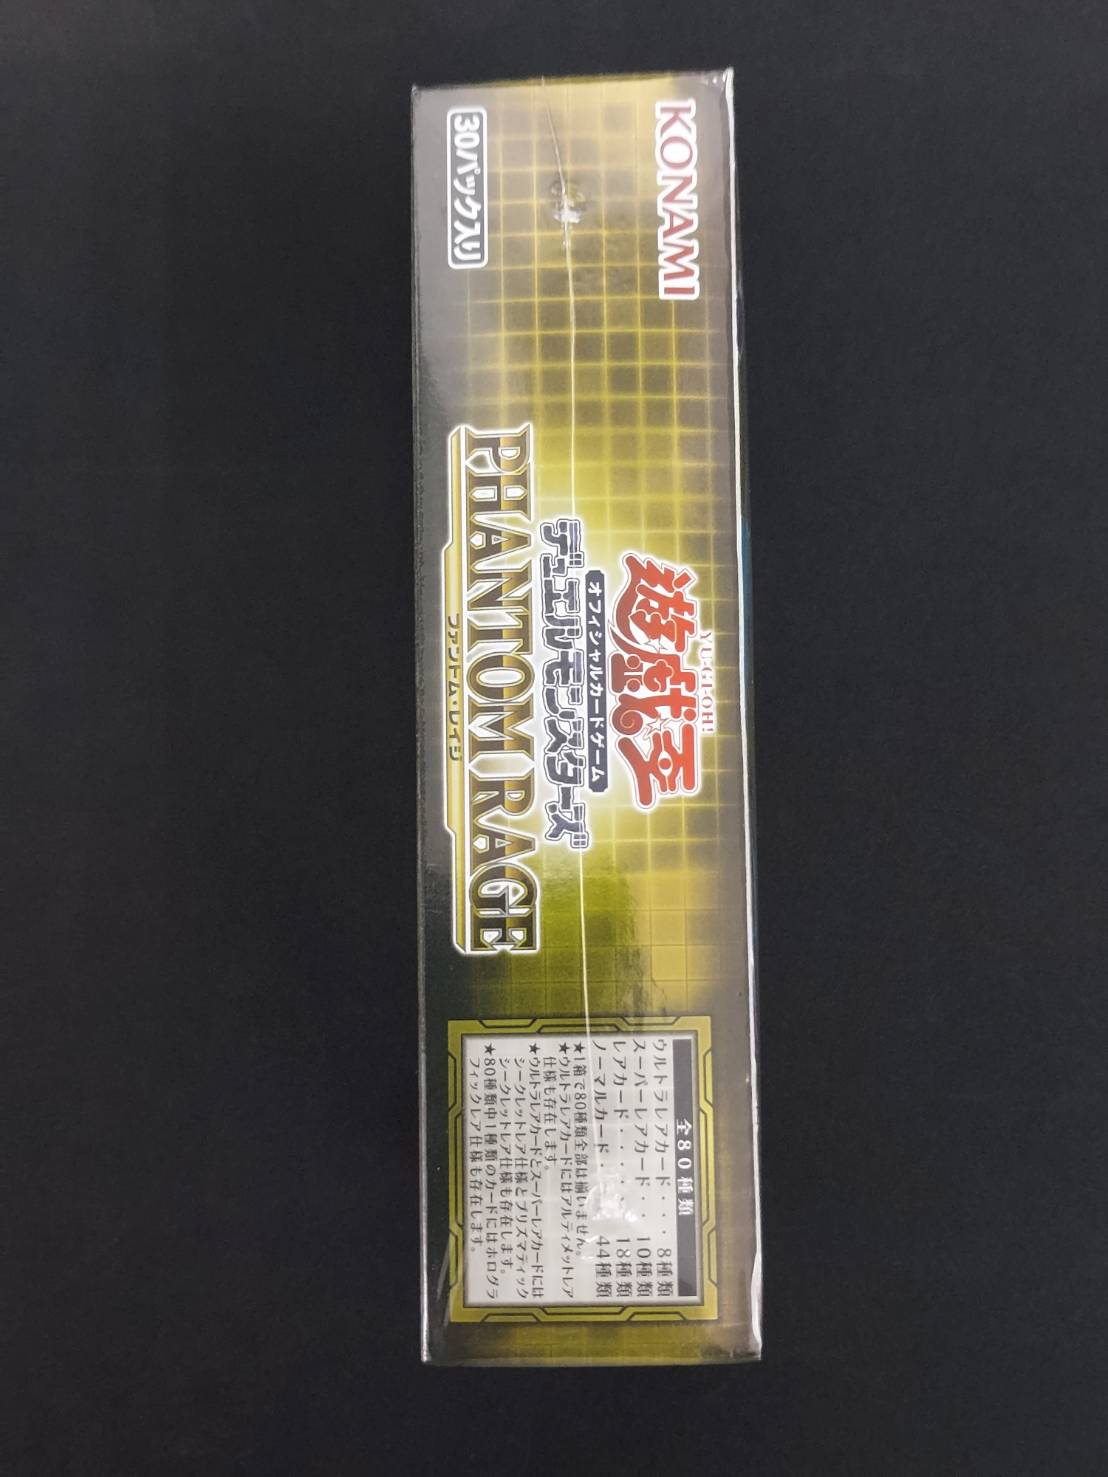 KONAMI
30パック入り
YU-GI-OH!
遊戯王
オフィシャルカードゲーム
デュエルモンスターズ
PHANTOM RAGE
ファントム・レイジ
全80種類
ウルトラレアカード・・・8種類
スーパーレアカード・・10種類
レアカード・・・・・・18種類
ノーマルカード・・・・44種類
★1箱で80種類全部は揃いません。
★ウルトラレアカードにはアルティメットレア
仕様も存在します。
★ウルトラレアカードとスーパーレアカードには
シークレットレア仕様とプリズマティック
シークレットレア仕様も存在します。
★80種類中1種類のカードにはホログラ
フィックレア仕様も存在します。